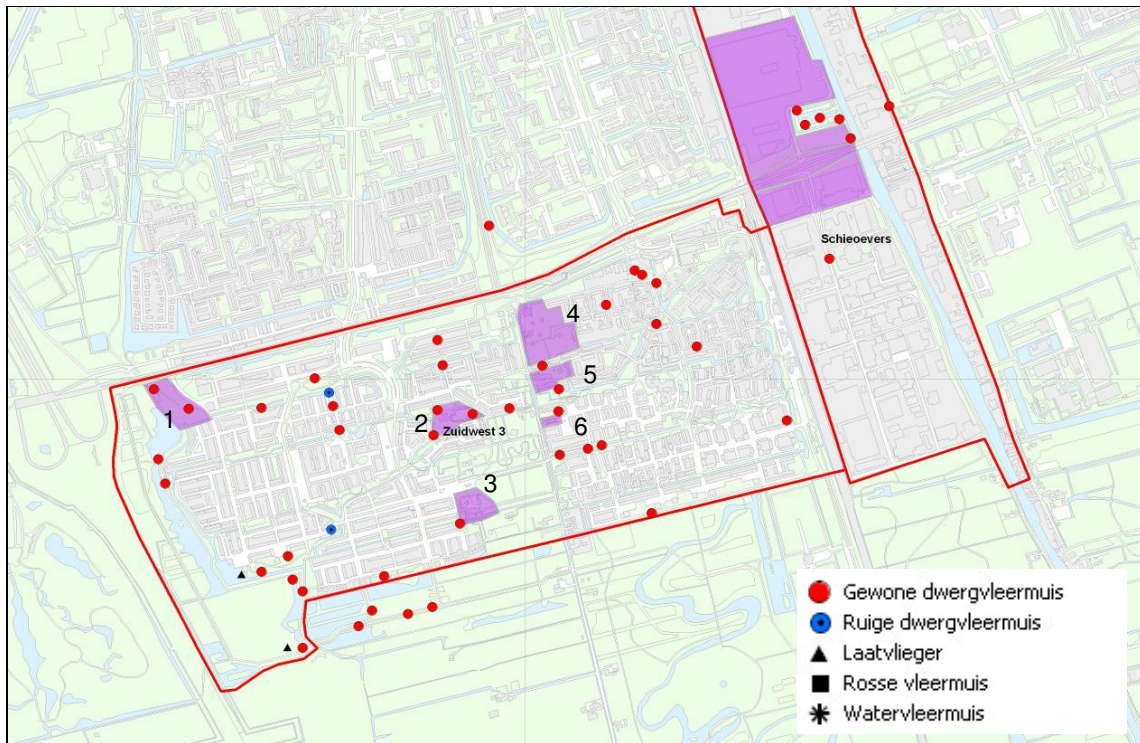 Schieoevers
4
5
1
2
Zuidwest 3
6
3
Gewone dwergvleermuis
Ruige dwergvleermuis
Laatvlieger
Rosse vleermuis
Watervleermuis